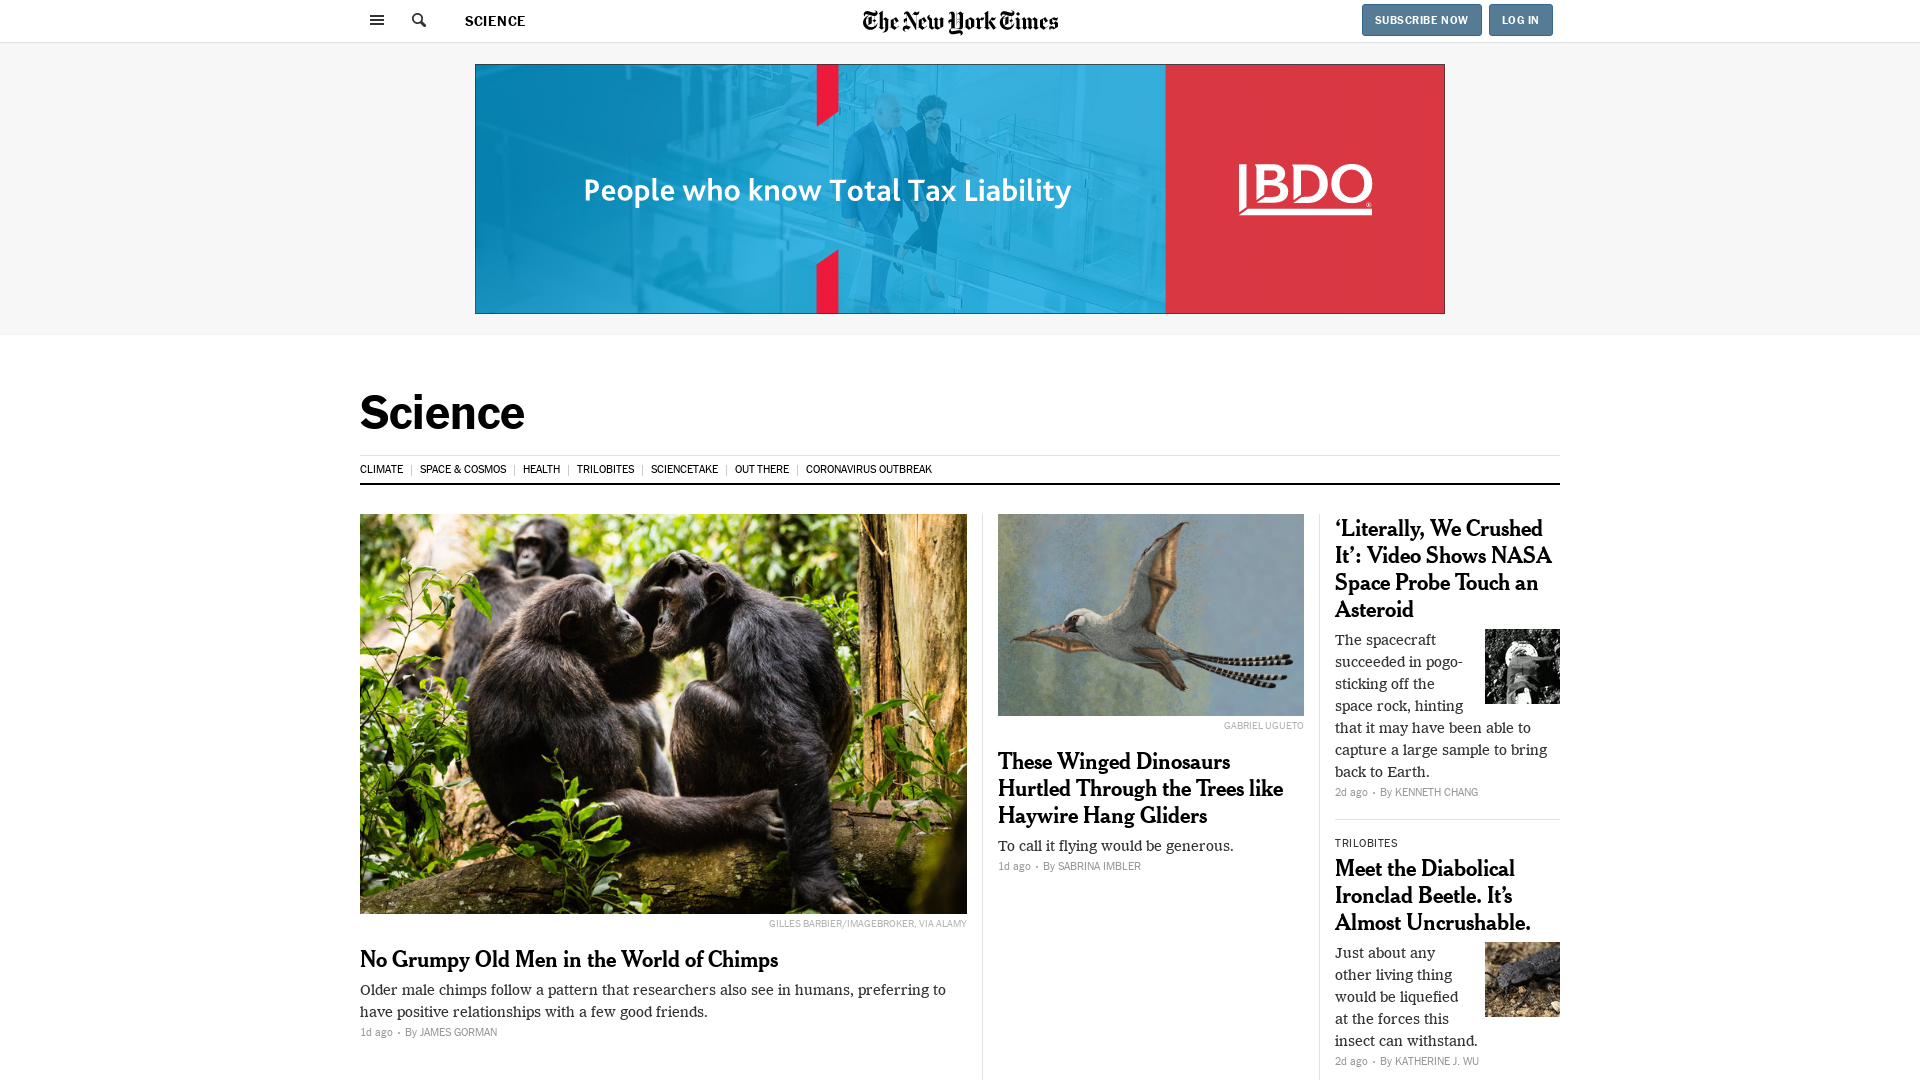 SCIENCE
The New York Times
SUBSCRIBE NOW
LOG IN
People who know Total Tax Liability
BDO
Science
CLIMATE
SPACE & COSMOS
HEALTH
TRILOBITES
SCIENCETAKE
OUT THERE
CORONAVIRUS OUTBREAK
GILLES BARBIER/IMAGEBROKER, VIA ALAMY
No Grumpy Old Men in the World of Chimps
Older male chimps follow a pattern that researchers also see in humans, preferring to
have positive relationships with a few good friends.
1d ago · By JAMES GORMAN
GABRIEL UGUETO
These Winged Dinosaurs
Hurtled Through the Trees like
Haywire Hang Gliders
To call it flying would be generous.
1d ago · By SABRINA IMBLER
‘Literally, We Crushed
It’: Video Shows NASA
Space Probe Touch an
Asteroid
The spacecraft
succeeded in pogo-
sticking off the
space rock, hinting
that it may have been able to
capture a large sample to bring
back to Earth.
2d ago · By KENNETH CHANG
TRILOBITES
Meet the Diabolical
Ironclad Beetle. It’s
Almost Uncrushable.
Just about any
other living thing
would be liquefied
at the forces this
insect can withstand.
2d ago · By KATHERINE J. WU